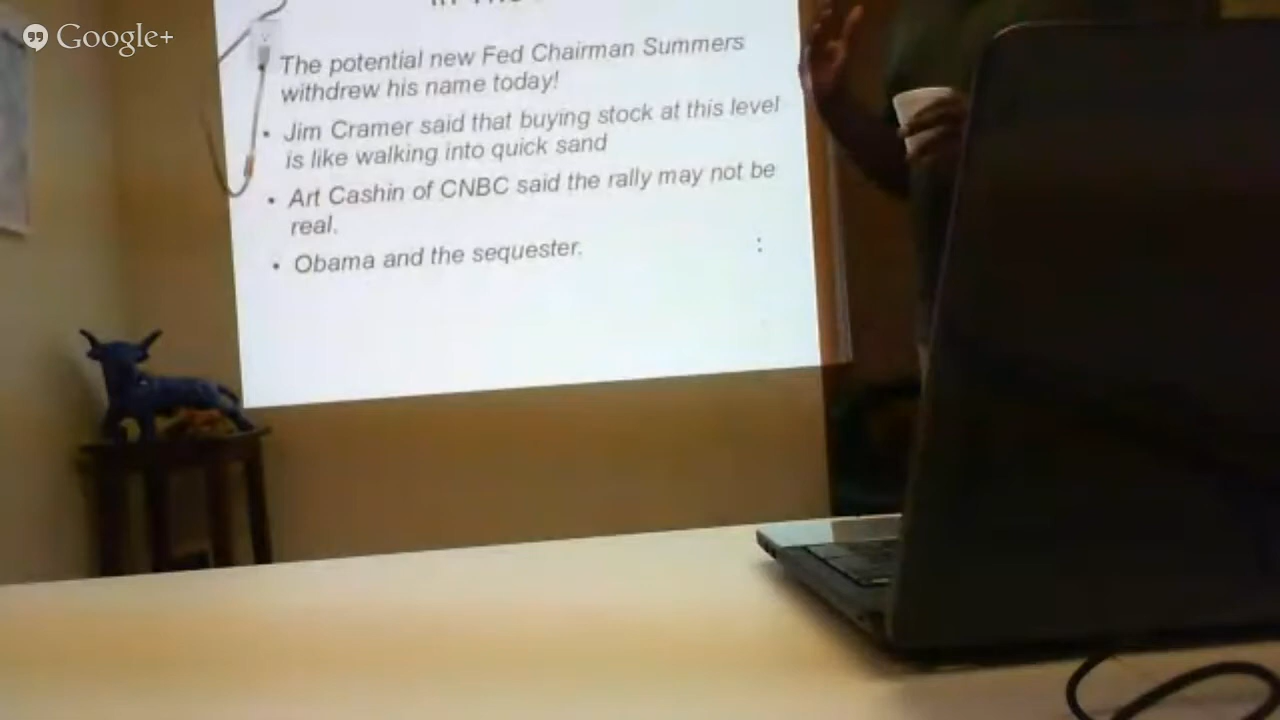 Google+
The potential new Fed Chairman Summers
withdrew his name today!
• Jim Cramer said that buying stock at this level
is like walking into quick sand
• Art Cashin of CNBC said the rally may not be
real.
• Obama and the sequester.
: